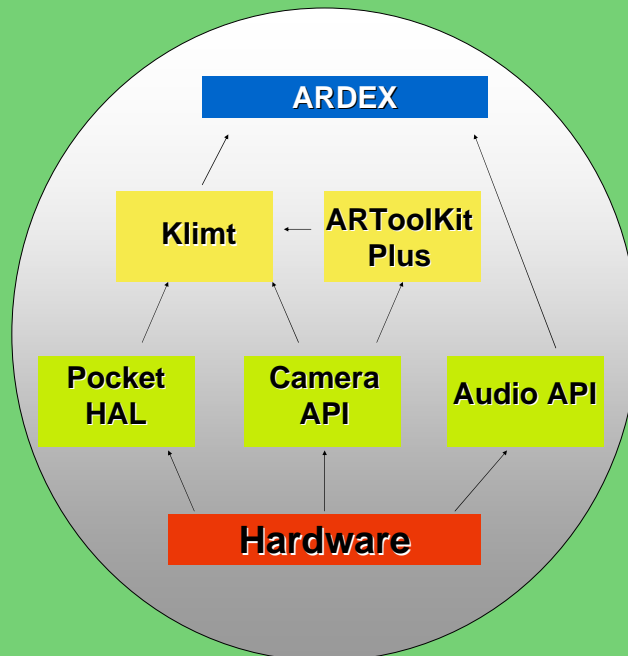 ARDEX
Klimt
ARToolKit
Plus
Pocket
HAL
Camera
API
Audio API
Hardware